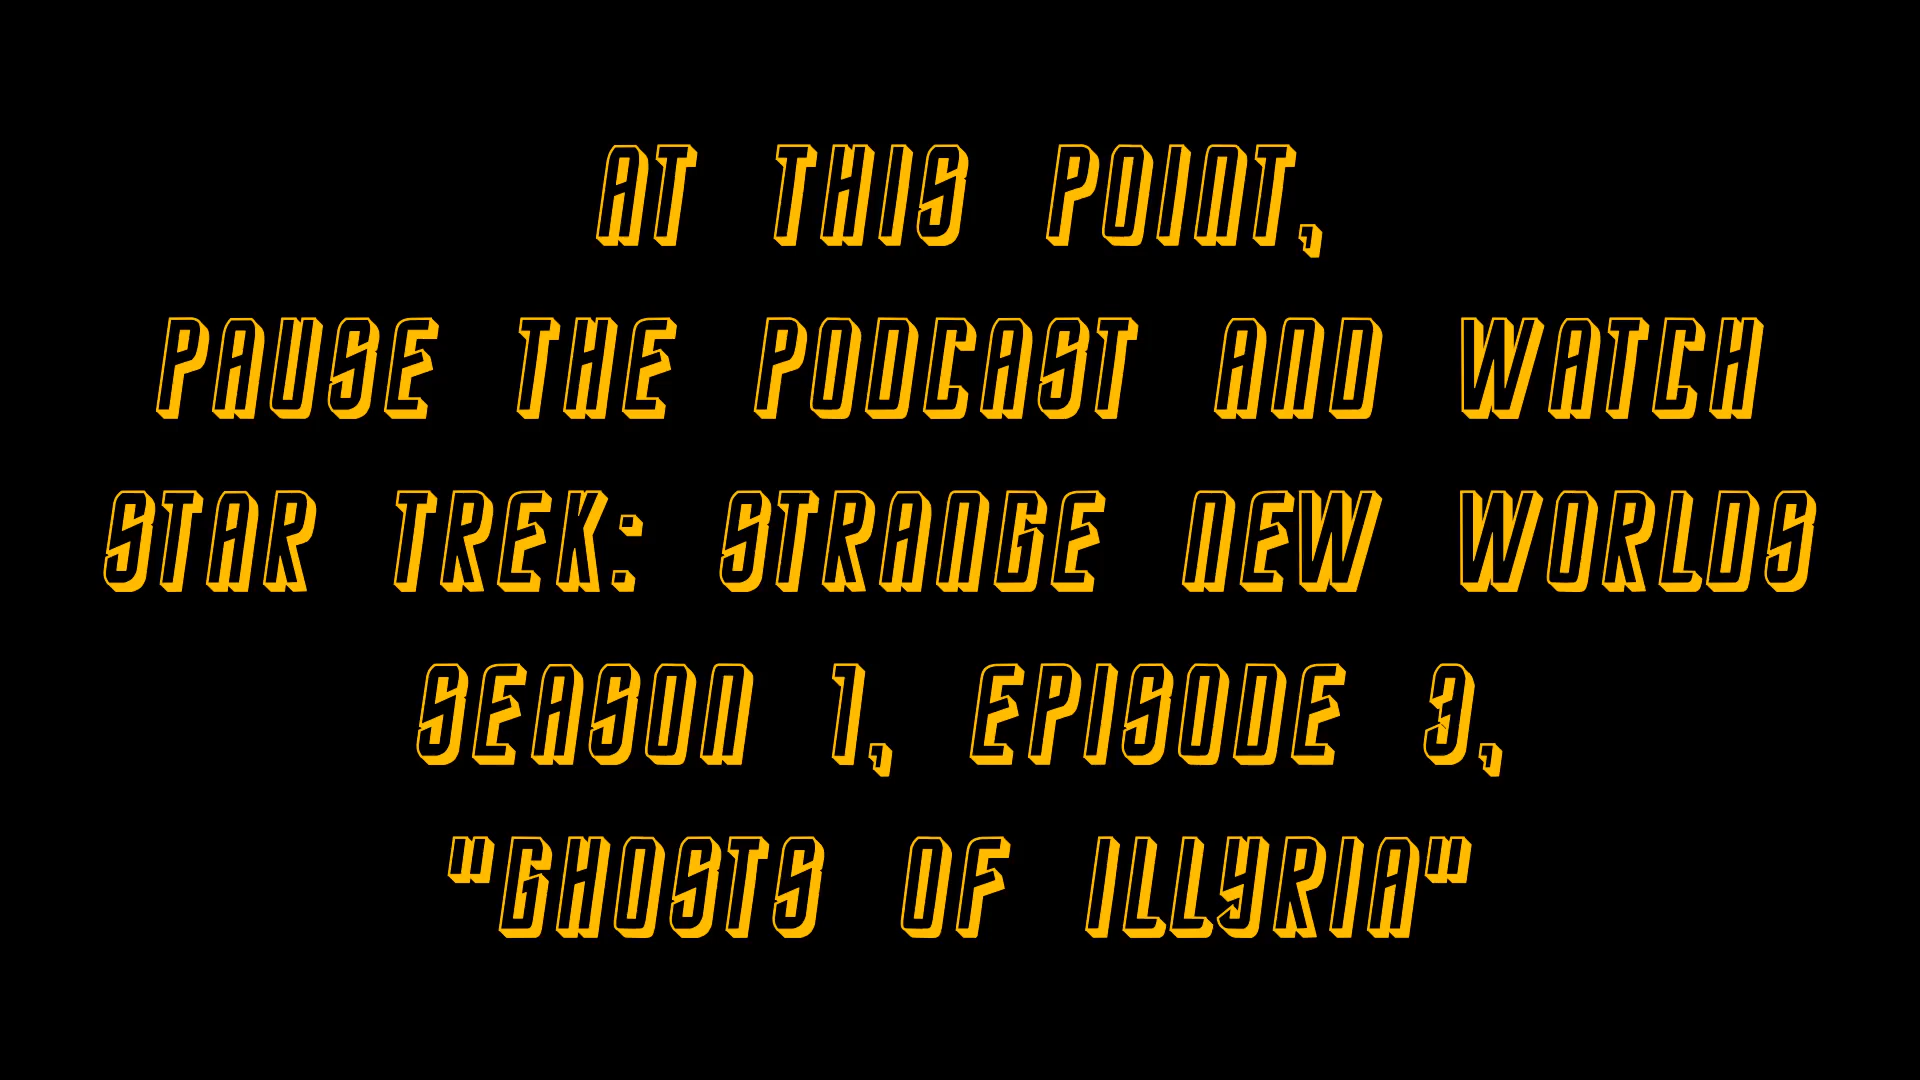 AT THIS POINT,
PAUSE THE PODCAST AND WATCH
STAR TREK: STRANGE NEW WORLDS
SEASON 1, EPISODE 3,
"GHOSTS OF ILLYRIA"